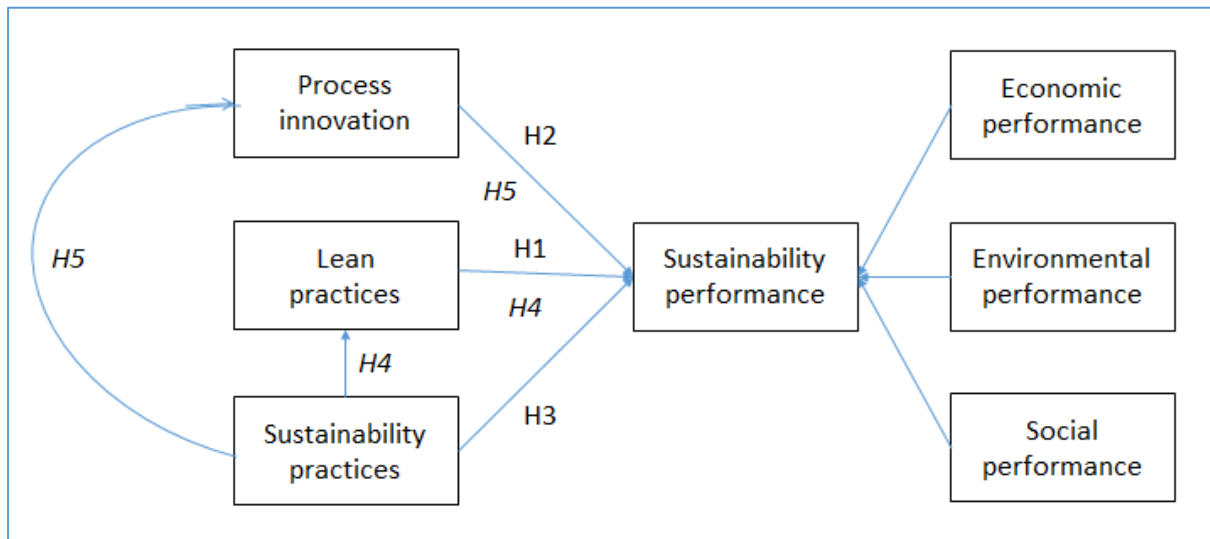 Process
innovation
H2
H5
Economic
performance
H5
Lean
practices
H1
H4
Sustainability
performance
Environmental
performance
H4
Sustainability
practices
H3
Social
performance